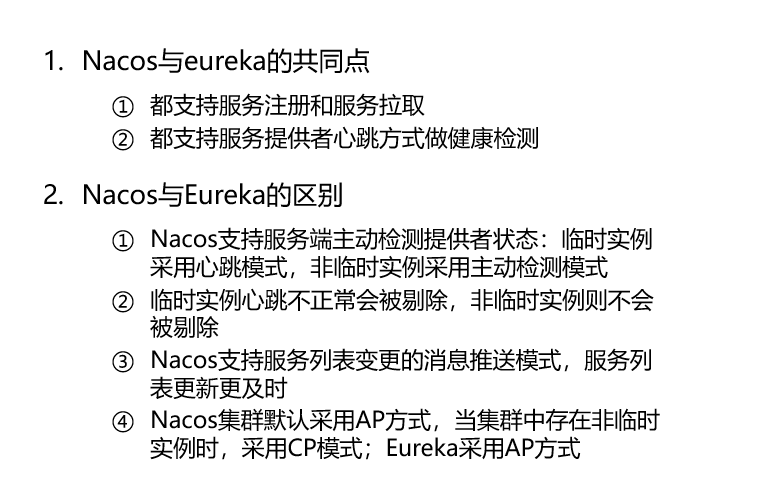 1. Nacos与eureka的共同点
① 都支持服务注册和服务拉取
② 都支持服务提供者心跳方式做健康检测
2. Nacos与Eureka的区别
① Nacos支持服务端主动检测提供者状态：临时实例
采用心跳模式，非临时实例采用主动检测模式
② 临时实例心跳不正常会被剔除，非临时实例则不会
被剔除
③ Nacos支持服务列表变更的消息推送模式，服务列
表更新更及时
④ Nacos集群默认采用AP方式，当集群中存在非临时
实例时，采用CP模式；Eureka采用AP方式